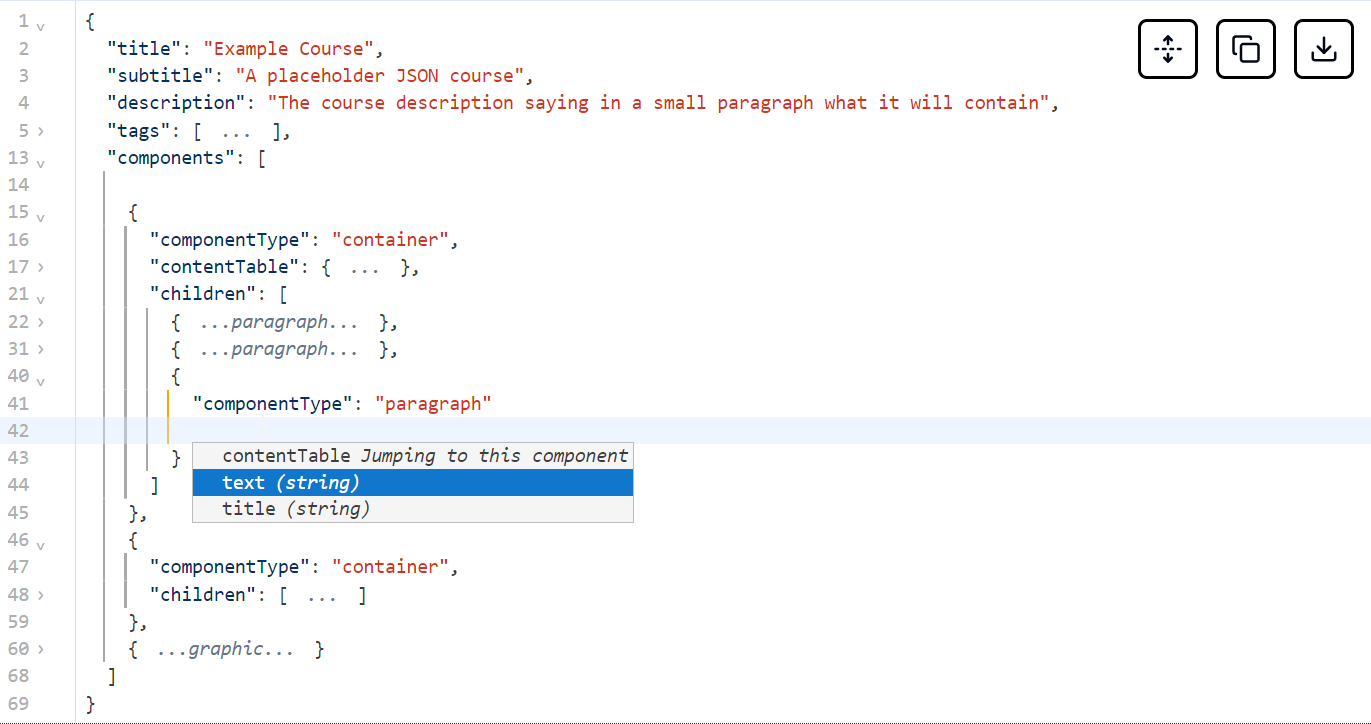 1 {
2 "title": "Example Course",
3 "subtitle": "A placeholder JSON course",
4 "description": "The course description saying in a small paragraph what it will contain",
5 "tags": [ ... ],
13 "components": [
14
15 {
16 "componentType": "container",
17 "contentTable": { ... },
21 "children": [
22 { ...paragraph... },
31 { ...paragraph... },
40 {
41 "componentType": "paragraph"
42
contentTable Jumping to this component
43 }
text (string)
44 ]
title (string)
45 },
46 {
47 "componentType": "container",
48 "children": [ ... ]
59 },
60 { ...graphic... }
68 ]
69 }